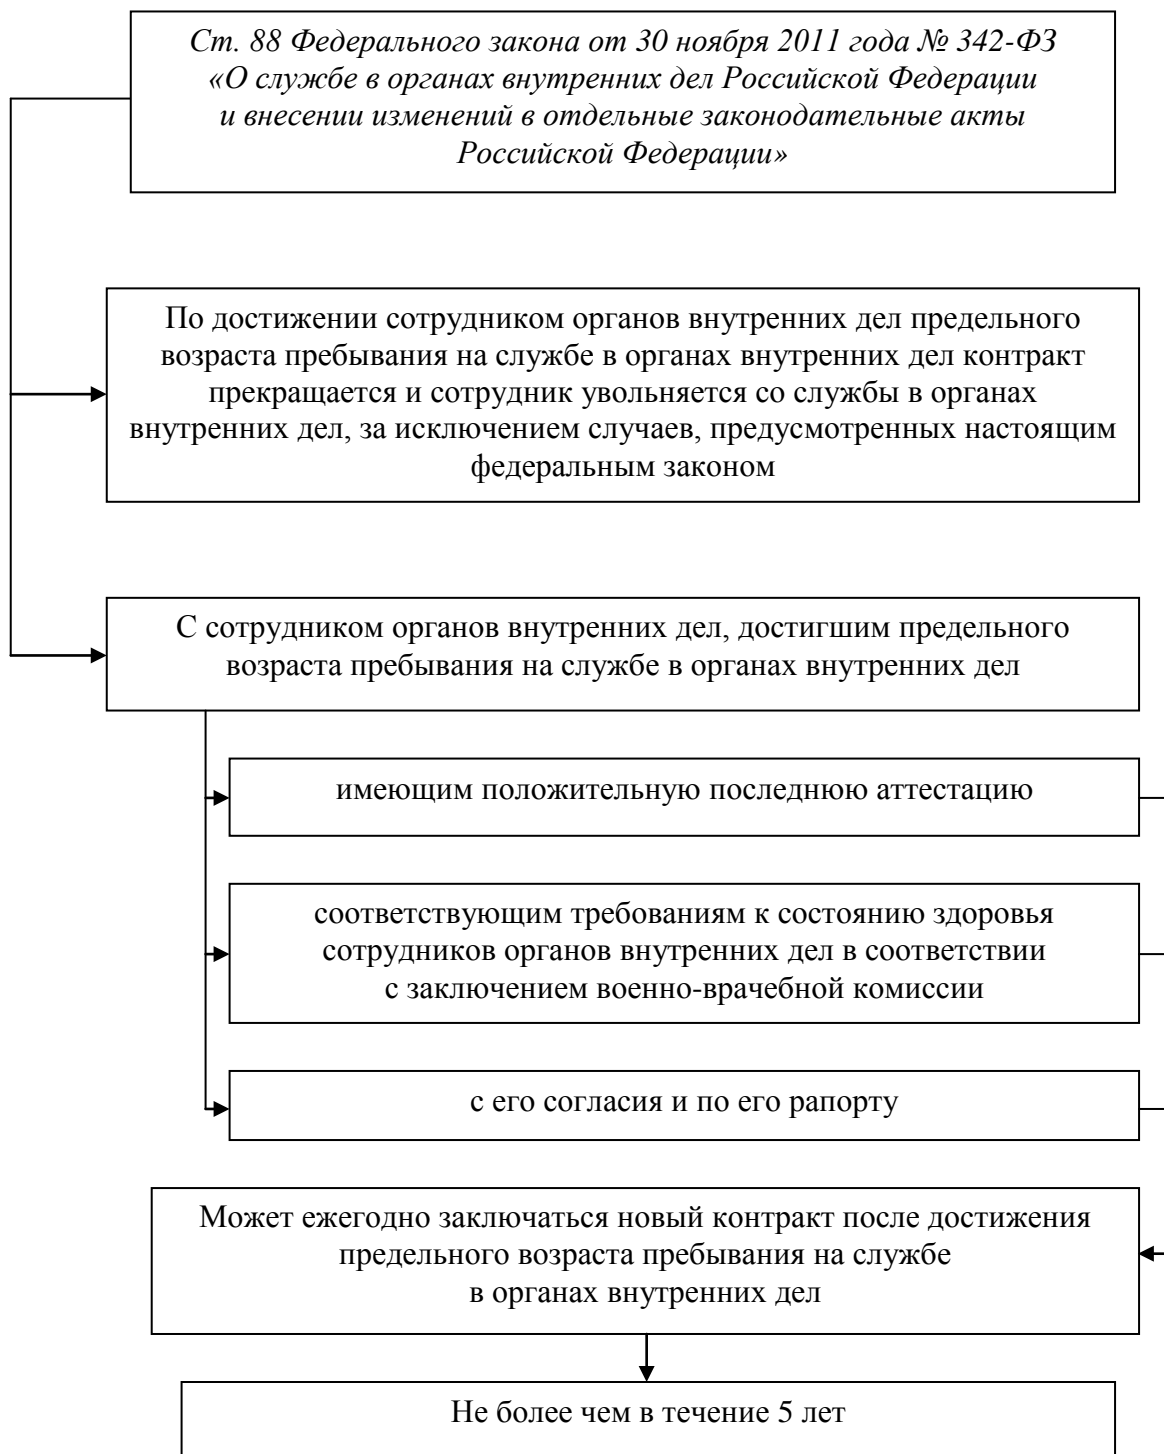 Ст. 88 Федерального закона от 30 ноября 2011 года № 342-ФЗ
«О службе в органах внутренних дел Российской Федерации
и внесении изменений в отдельные законодательные акты
Российской Федерации»
По достижении сотрудником органов внутренних дел предельного
возраста пребывания на службе в органах внутренних дел контракт
прекращается и сотрудник увольняется со службы в органах
внутренних дел, за исключением случаев, предусмотренных настоящим
федеральным законом
С сотрудником органов внутренних дел, достигшим предельного
возраста пребывания на службе в органах внутренних дел
имеющим положительную последнюю аттестацию
соответствующим требованиям к состоянию здоровья
сотрудников органов внутренних дел в соответствии
с заключением военно-врачебной комиссии
с его согласия и по его рапорту
Может ежегодно заключаться новый контракт после достижения
предельного возраста пребывания на службе
в органах внутренних дел
Не более чем в течение 5 лет